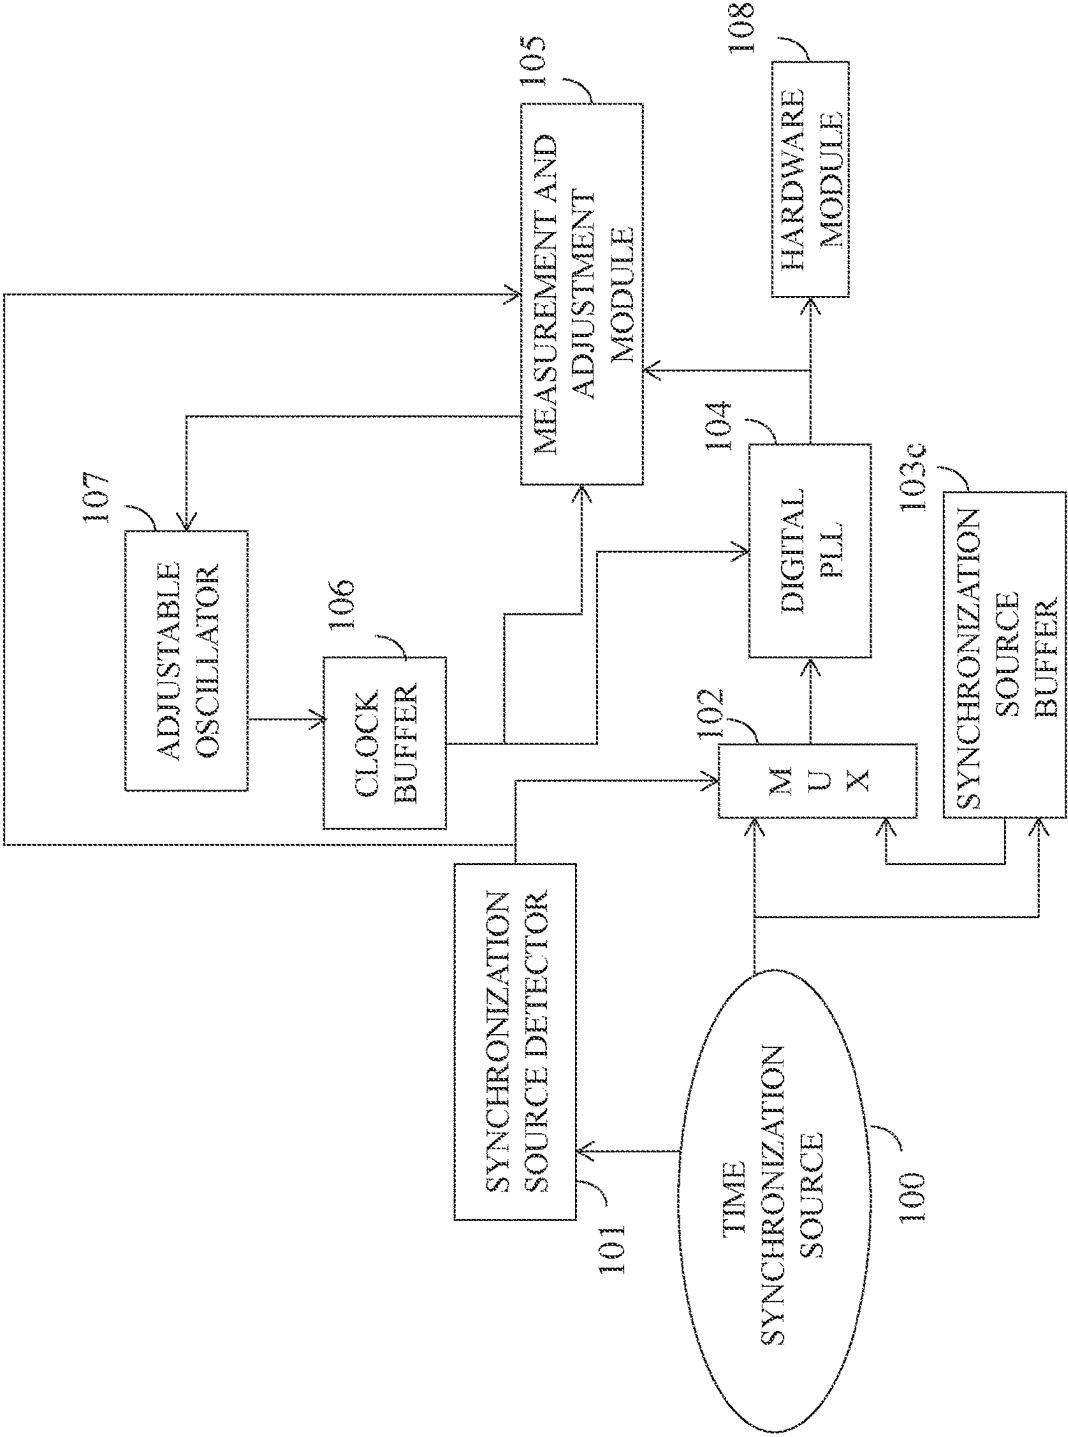 TIME
SYNCHRONIZATION
SOURCE
100
SYNCHRONIZATION
SOURCE DETECTOR
101
ADJUSTABLE
OSCILLATOR
107
CLOCK
BUFFER
106
MEASUREMENT AND
ADJUSTMENT
MODULE
105
M
U
X
102
DIGITAL
PLL
104
HARDWARE
MODULE
108
SYNCHRONIZATION
SOURCE
BUFFER
103c